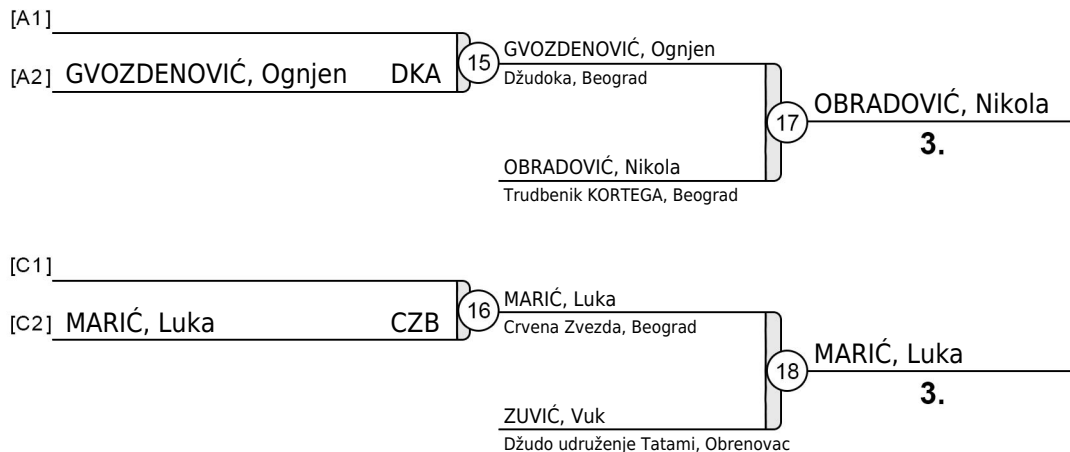 [A1]
[A2] GVOZDENOVIĆ, Ognjen DKA
15
GVOZDENOVIĆ, Ognjen
Džudoka, Beograd
17
OBRADOVIĆ, Nikola
3.
OBRADOVIĆ, Nikola
Trudbenik KORTEGA, Beograd
[C1]
[C2] MARIĆ, Luka CZB
16
MARIĆ, Luka
Crvena Zvezda, Beograd
18
MARIĆ, Luka
3.
ZUVIĆ, Vuk
Džudo udruženje Tatami, Obrenovac